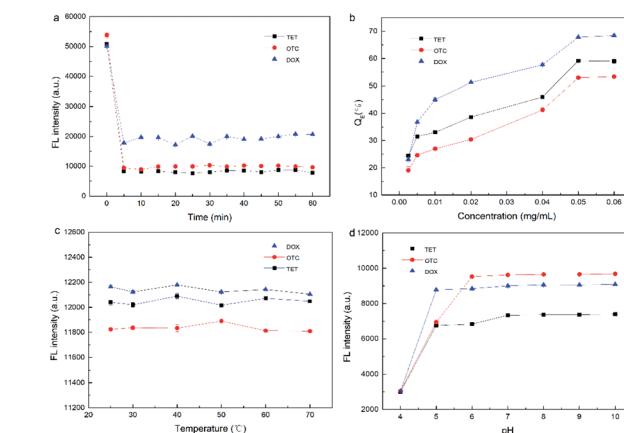 a
60000
50000
40000
30000
20000
10000
0
TET
OTC
DOX
FL intensity (a.u.)
0 10 20 30 40 50 60
Time (min)
b
70
60
50
40
30
20
10
TET
OTC
DOX
0.00 0.01 0.02 0.03 0.04 0.05 0.06
Concentration (mg/mL)
c
12600
12400
12200
12000
11800
11600
11400
11200
DOX
OTC
TET
FL intensity (a.u.)
20 30 40 50 60 70
Temperature (℃)
d
12000
10000
8000
6000
4000
2000
TET
OTC
DOX
FL intensity (a.u.)
4 5 6 7 8 9 10
pH